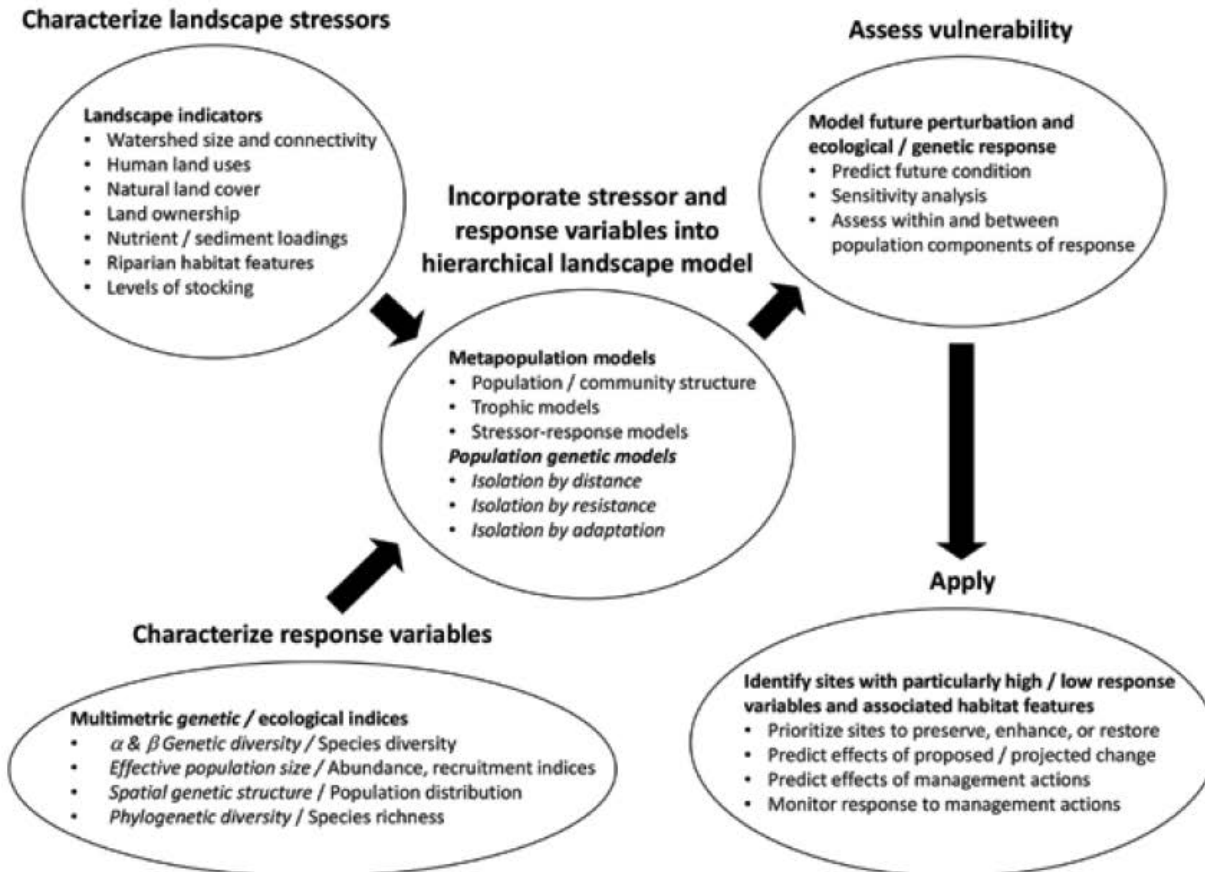 Characterize landscape stressors
Landscape indicators
• Watershed size and connectivity
• Human land uses
• Natural land cover
• Land ownership
• Nutrient / sediment loadings
• Riparian habitat features
• Levels of stocking
Incorporate stressor and
response variables into
hierarchical landscape model
Metapopulation models
• Population / community structure
• Trophic models
• Stressor-response models
Population genetic models
• Isolation by distance
• Isolation by resistance
• Isolation by adaptation
Characterize response variables
Multimetric genetic / ecological indices
• α & β Genetic diversity / Species diversity
• Effective population size / Abundance, recruitment indices
• Spatial genetic structure / Population distribution
• Phylogenetic diversity / Species richness
Assess vulnerability
Model future perturbation and
ecological / genetic response
• Predict future condition
• Sensitivity analysis
• Assess within and between
population components of response
Apply
Identify sites with particularly high / low response
variables and associated habitat features
• Prioritize sites to preserve, enhance, or restore
• Predict effects of proposed / projected change
• Predict effects of management actions
• Monitor response to management actions